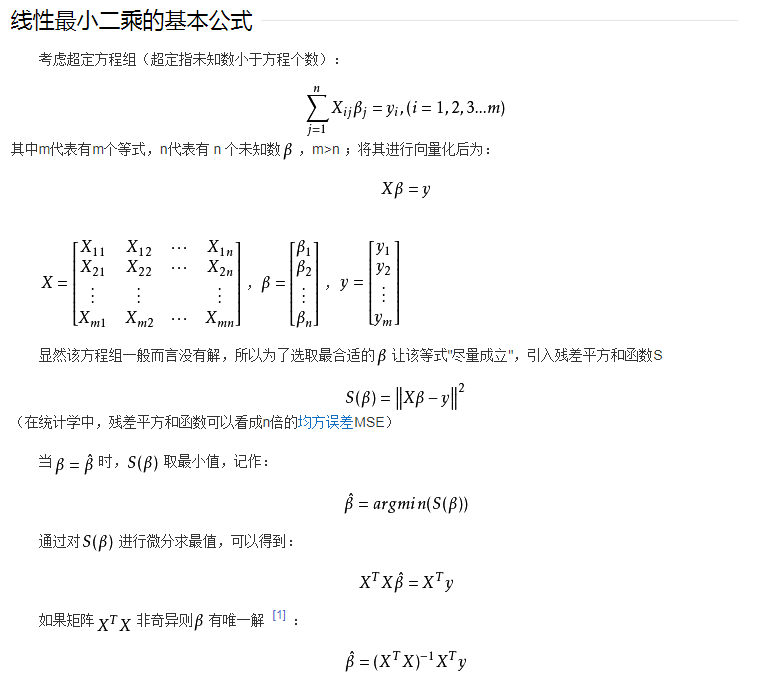 线性最小二乘的基本公式
考虑超定方程组（超定指未知数小于方程个数）：
$$\sum_{j=1}^{n} X_{ij}\beta_j = y_i, (i = 1, 2, 3...m)$$
其中m代表有m个等式，n代表有 n 个未知数 $\beta$ ，m>n ；将其进行向量化后为：
$$X\beta = y$$
$$X = \begin{bmatrix} X_{11} & X_{12} & \cdots & X_{1n} \\ X_{21} & X_{22} & \cdots & X_{2n} \\ \vdots & \vdots & & \vdots \\ X_{m1} & X_{m2} & \cdots & X_{mn} \end{bmatrix} ， \beta = \begin{bmatrix} \beta_1 \\ \beta_2 \\ \vdots \\ \beta_n \end{bmatrix} ， y = \begin{bmatrix} y_1 \\ y_2 \\ \vdots \\ y_m \end{bmatrix}$$
显然该方程组一般而言没有解，所以为了选取最合适的 $\beta$ 让该等式"尽量成立"，引入残差平方和函数S
$$S(\beta) = \|X\beta - y\|^2$$
（在统计学中，残差平方和函数可以看成n倍的均方误差MSE）
当 $\beta = \hat{\beta}$ 时，$S(\beta)$ 取最小值，记作：
$$\hat{\beta} = argmin(S(\beta))$$
通过对 $S(\beta)$ 进行微分求最值，可以得到：
$$X^T X \hat{\beta} = X^T y$$
如果矩阵 $X^T X$ 非奇异则 $\beta$ 有唯一解 [1] ：
$$\hat{\beta} = (X^T X)^{-1} X^T y$$